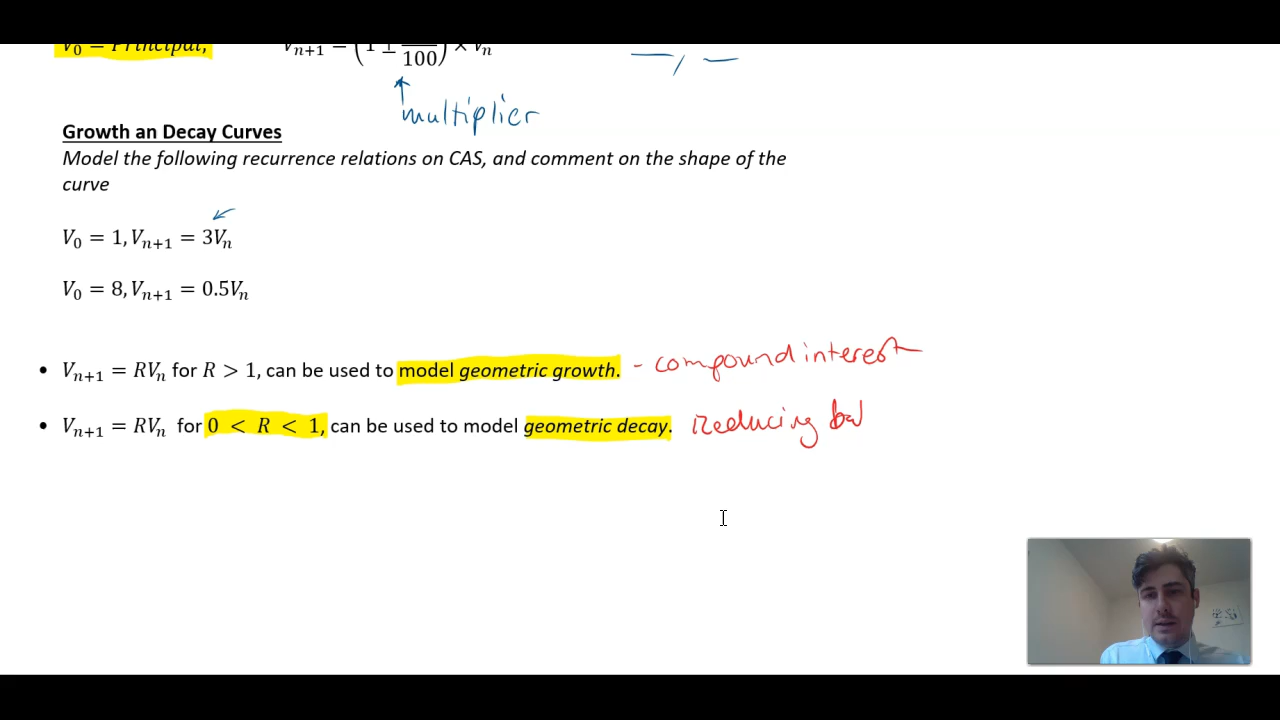 V₀ = Principal, Vₙ₊₁ = (1 ± /100) × Vₙ
multiplier
Growth an Decay Curves
Model the following recurrence relations on CAS, and comment on the shape of the
curve
V₀ = 1, Vₙ₊₁ = 3Vₙ
V₀ = 8, Vₙ₊₁ = 0.5Vₙ
• Vₙ₊₁ = RVₙ for R > 1, can be used to model geometric growth. - compound interest
• Vₙ₊₁ = RVₙ for 0 < R < 1, can be used to model geometric decay. Reducing bal